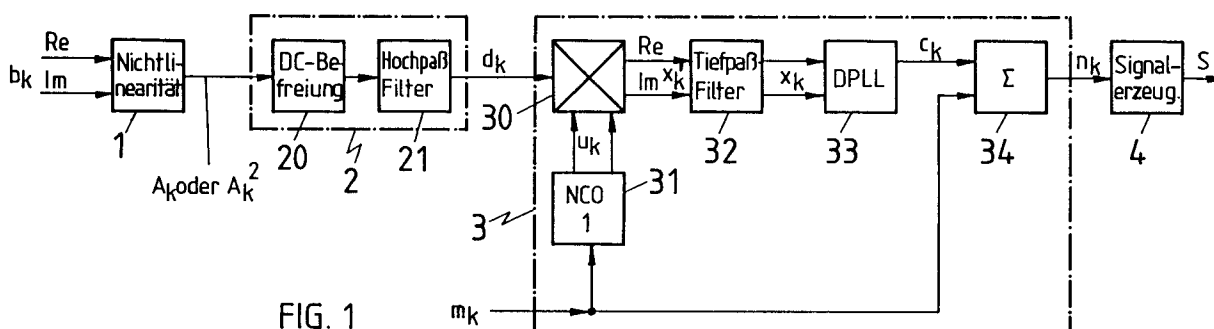 b_k
Re
Im
Nichtli-
nearität
1
A_k oder A_k^2
DC-Be-
freiung
20
Hochpaß
Filter
21
2
d_k
30
Re
Im
x'_k
Tiefpaß
Filter
32
x_k
DPLL
33
c_k
Σ
34
n_k
Signal-
erzeug.
4
S
u_k
NCO
1
31
3
m_k
FIG. 1